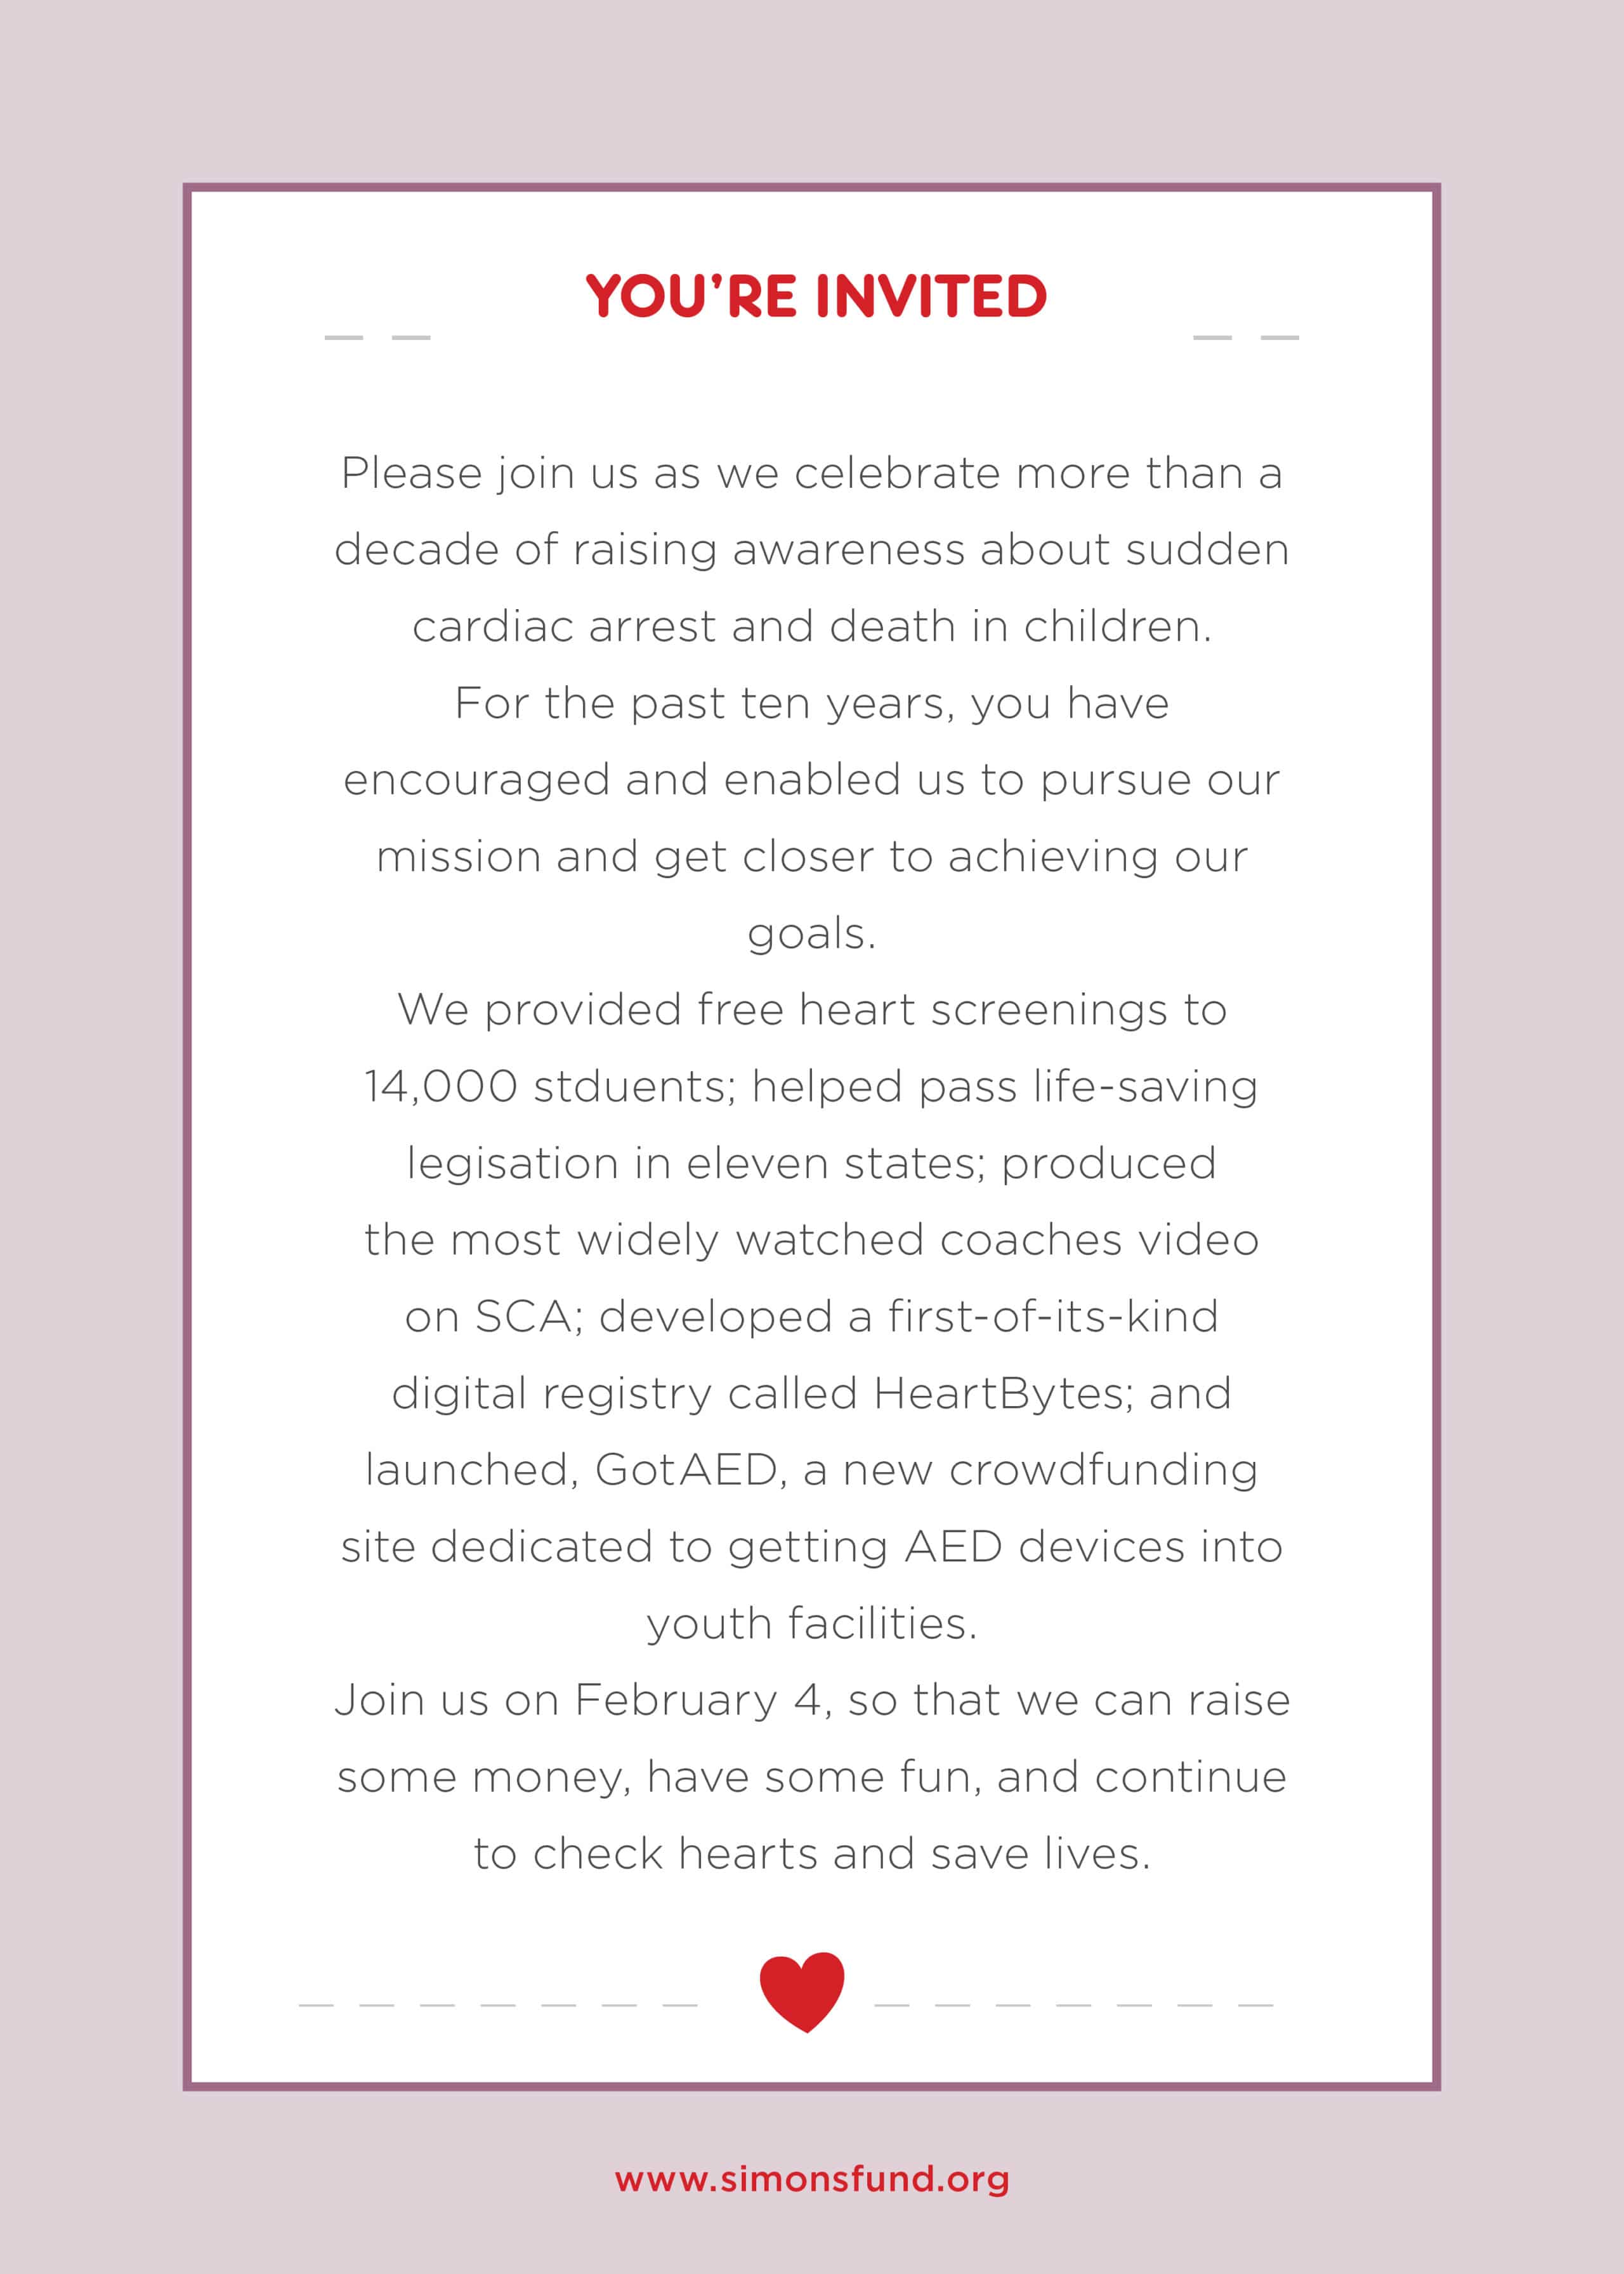 YOU'RE INVITED
Please join us as we celebrate more than a
decade of raising awareness about sudden
cardiac arrest and death in children.
For the past ten years, you have
encouraged and enabled us to pursue our
mission and get closer to achieving our
goals.
We provided free heart screenings to
14,000 stduents; helped pass life-saving
legisation in eleven states; produced
the most widely watched coaches video
on SCA; developed a first-of-its-kind
digital registry called HeartBytes; and
launched, GotAED, a new crowdfunding
site dedicated to getting AED devices into
youth facilities.
Join us on February 4, so that we can raise
some money, have some fun, and continue
to check hearts and save lives.
www.simonsfund.org